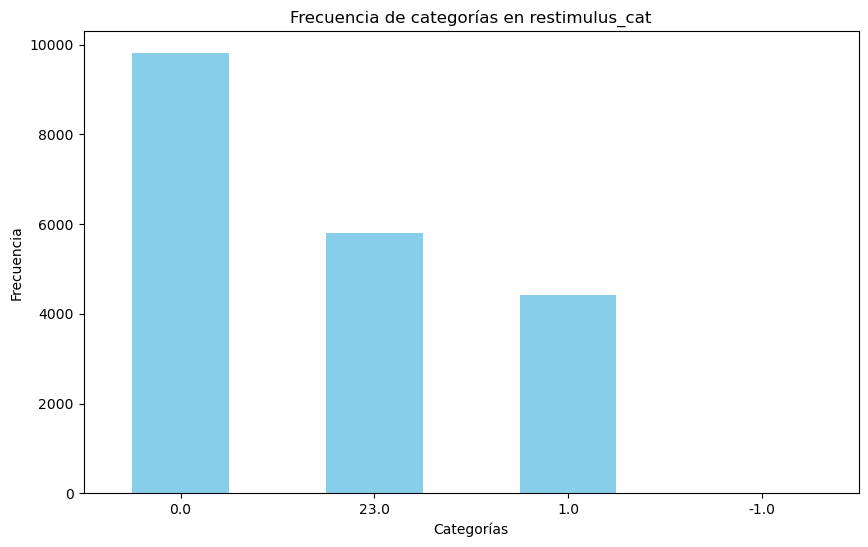 Frecuencia de categorías en restimulus_cat
10000
8000
6000
4000
2000
0
Frecuencia
0.0 23.0 1.0 -1.0
Categorías